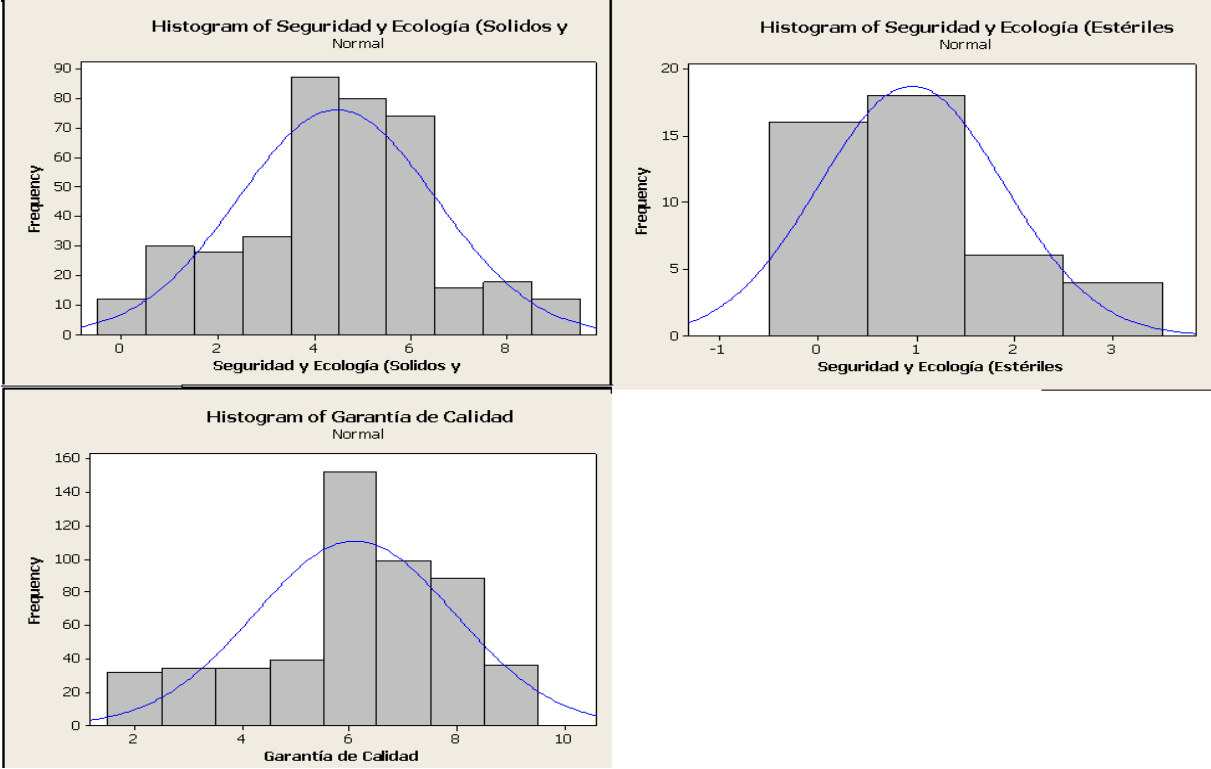 Histogram of Seguridad y Ecología (Solidos y
Normal
90
80
70
60
50
40
30
20
10
0
Frequency
0 2 4 6 8
Seguridad y Ecología (Solidos y
Histogram of Seguridad y Ecología (Estériles
Normal
20
15
10
5
0
Frequency
-1 0 1 2 3
Seguridad y Ecología (Estériles
Histogram of Garantía de Calidad
Normal
160
140
120
100
80
60
40
20
0
Frequency
2 4 6 8 10
Garantía de Calidad